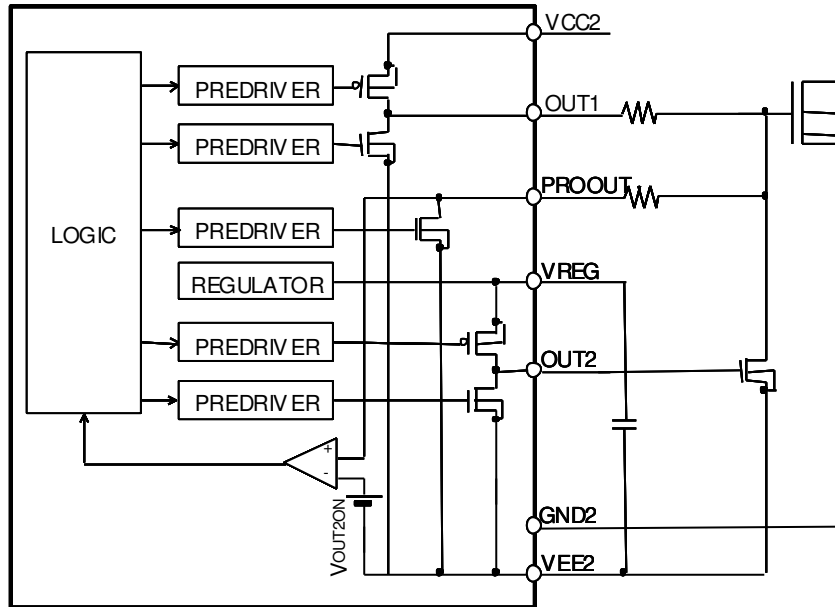 VCC2
PREDRIVER
OUT1
PREDRIVER
PROOUT
LOGIC
PREDRIVER
REGULATOR
VREG
PREDRIVER
OUT2
PREDRIVER
+
-
VOUT2ON
GND2
VEE2